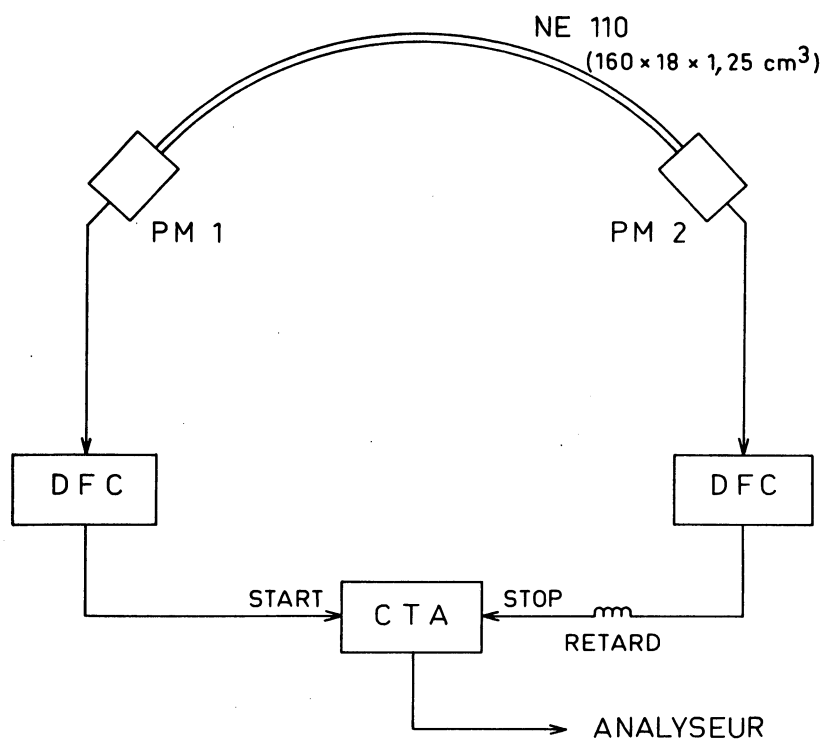 NE 110
(160 × 18 × 1,25 cm³)
PM 1
PM 2
DFC
DFC
START
CTA
STOP
RETARD
ANALYSEUR